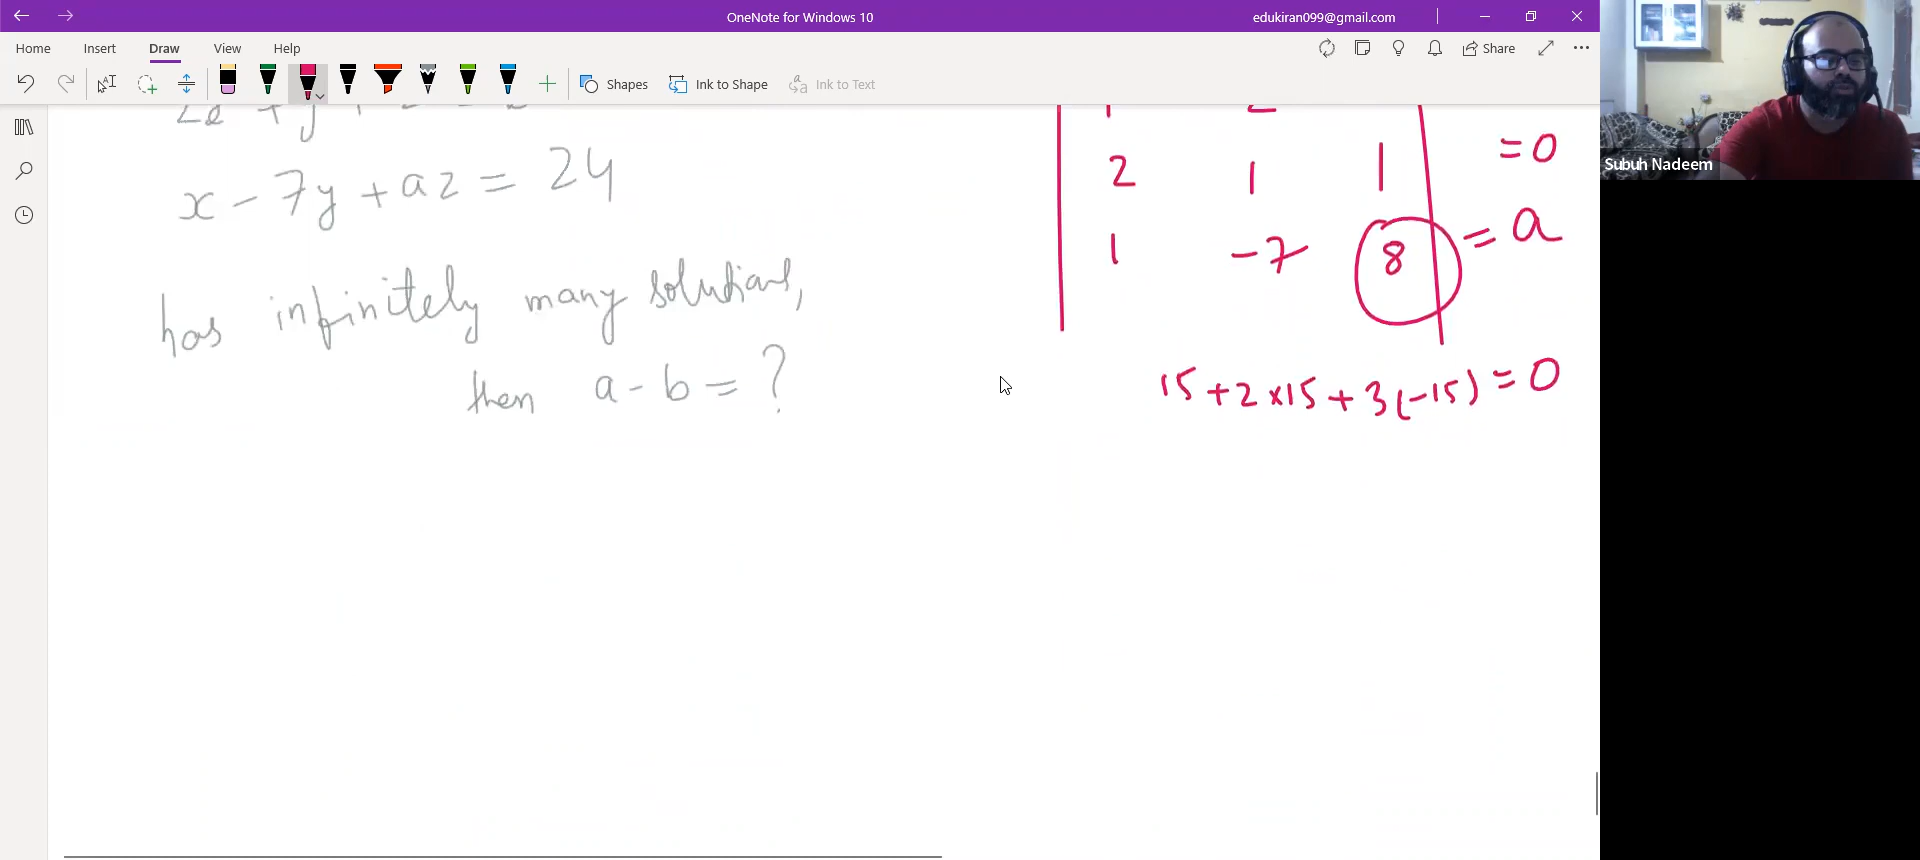 OneNote for Windows 10
edukiran099@gmail.com
Home Insert Draw View Help
Share
Shapes Ink to Shape Ink to Text
x - 7y + az = 24
has infinitely many solutions,
then a - b = ?
2 1 1 = 0
1 -7 8 = a
15 + 2 × 15 + 3(-15) = 0
Subuh Nadeem